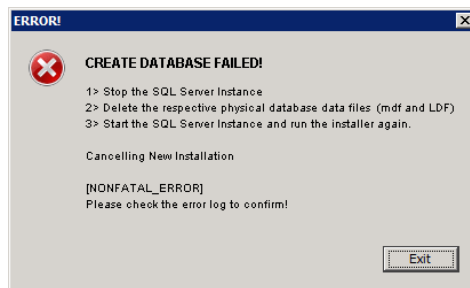 ERROR!
CREATE DATABASE FAILED!
1> Stop the SQL Server Instance
2> Delete the respective physical database data files (mdf and LDF)
3> Start the SQL Server Instance and run the installer again.
Cancelling New Installation
[NONFATAL_ERROR]
Please check the error log to confirm!
Exit